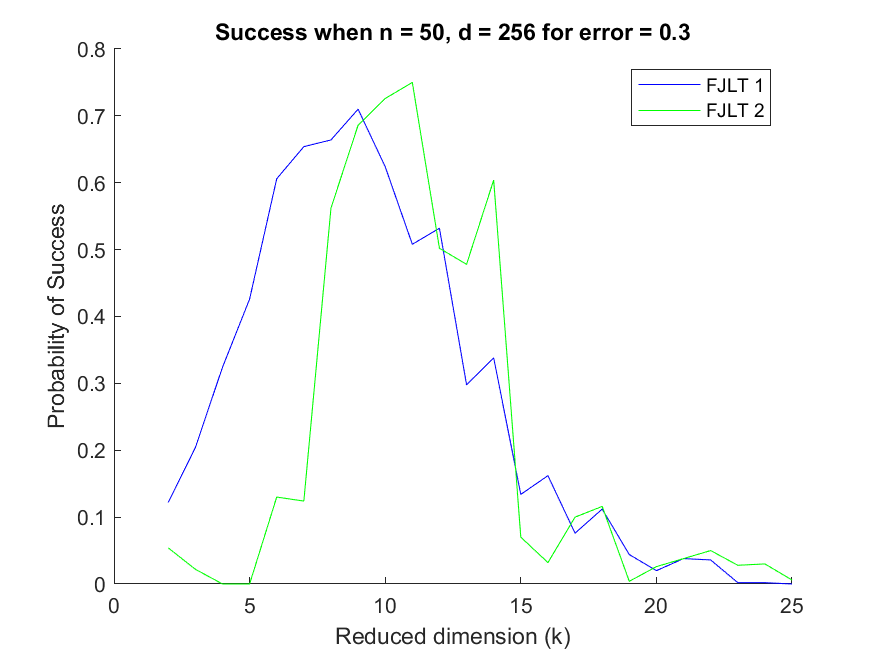 Success when n = 50, d = 256 for error = 0.3
FJLT 1
FJLT 2
Probability of Success
0.8
0.7
0.6
0.5
0.4
0.3
0.2
0.1
0
0 5 10 15 20 25
Reduced dimension (k)